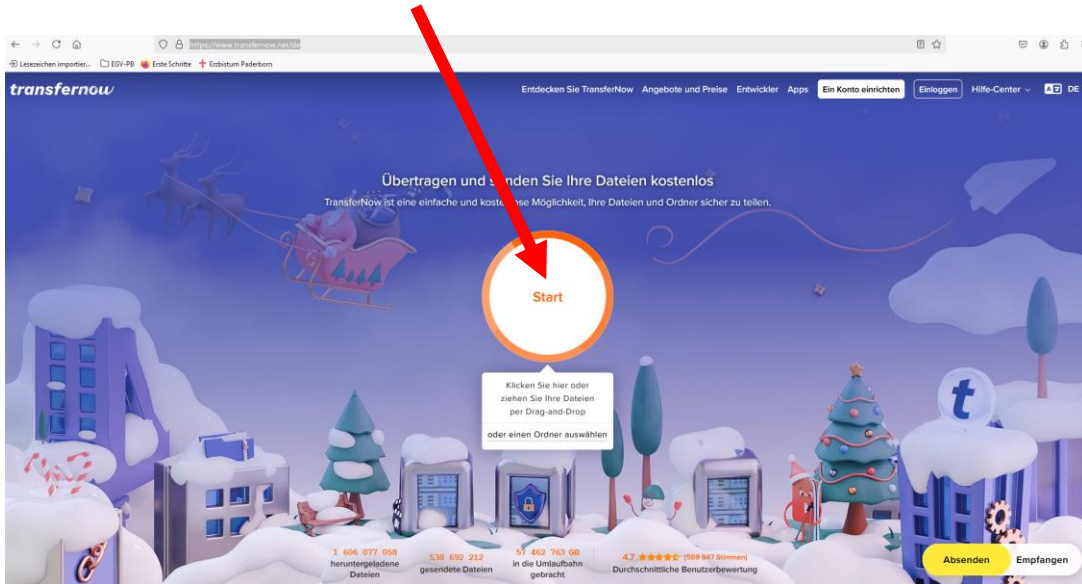 https://www.transfernow.net/de
Lesezeichen importier... EGV-PB Erste Schritte Erzbistum Paderborn
transfernow
Entdecken Sie TransferNow Angebote und Preise Entwickler Apps Ein Konto einrichten Einloggen Hilfe-Center DE
Übertragen und senden Sie Ihre Dateien kostenlos
TransferNow ist eine einfache und kostenlose Möglichkeit, Ihre Dateien und Ordner sicher zu teilen.
Start
Klicken Sie hier oder
ziehen Sie Ihre Dateien
per Drag-and-Drop
oder einen Ordner auswählen
t
1 606 077 058
heruntergeladene
Dateien
538 692 212
gesendete Dateien
57 462 763 GB
in die Umlaufbahn
gebracht
4.7 (569 947 Stimmen)
Durchschnittliche Benutzerbewertung
Absenden Empfangen